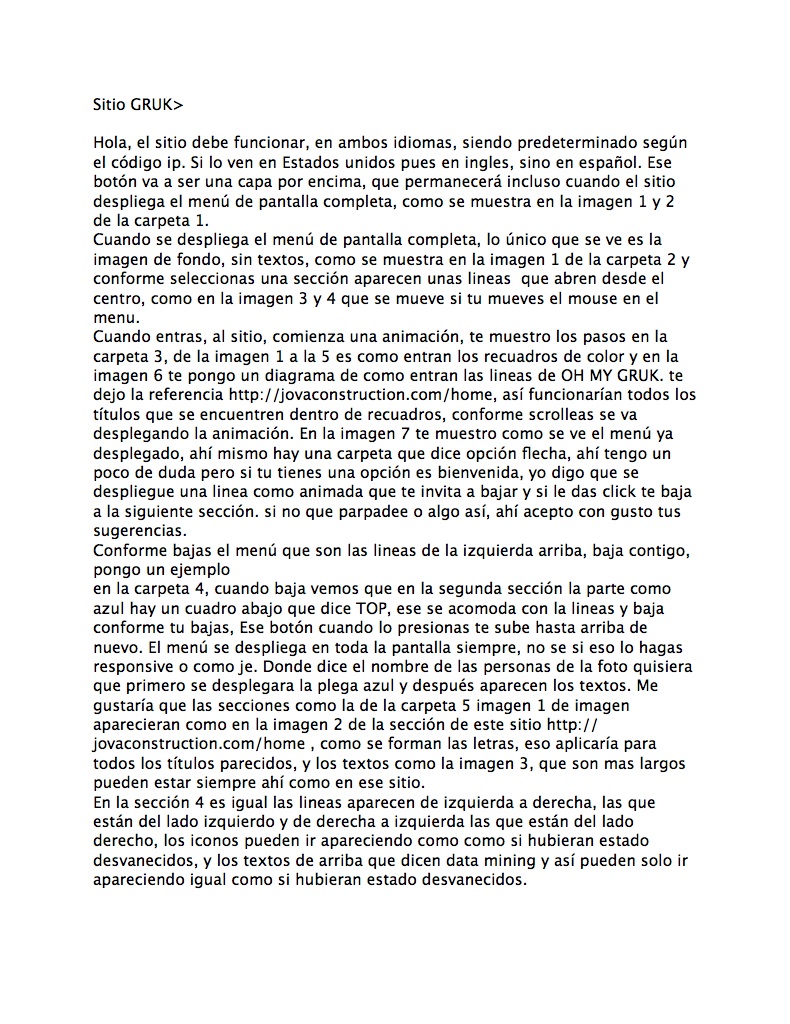 Sitio GRUK>
Hola, el sitio debe funcionar, en ambos idiomas, siendo predeterminado según
el código ip. Si lo ven en Estados unidos pues en ingles, sino en español. Ese
botón va a ser una capa por encima, que permanecerá incluso cuando el sitio
despliega el menú de pantalla completa, como se muestra en la imagen 1 y 2
de la carpeta 1.
Cuando se despliega el menú de pantalla completa, lo único que se ve es la
imagen de fondo, sin textos, como se muestra en la imagen 1 de la carpeta 2 y
conforme seleccionas una sección aparecen unas lineas  que abren desde el
centro, como en la imagen 3 y 4 que se mueve si tu mueves el mouse en el
menu.
Cuando entras, al sitio, comienza una animación, te muestro los pasos en la
carpeta 3, de la imagen 1 a la 5 es como entran los recuadros de color y en la
imagen 6 te pongo un diagrama de como entran las lineas de OH MY GRUK. te
dejo la referencia http://jovaconstruction.com/home, así funcionarían todos los
títulos que se encuentren dentro de recuadros, conforme scrolleas se va
desplegando la animación. En la imagen 7 te muestro como se ve el menú ya
desplegado, ahí mismo hay una carpeta que dice opción flecha, ahí tengo un
poco de duda pero si tu tienes una opción es bienvenida, yo digo que se
despliegue una linea como animada que te invita a bajar y si le das click te baja
a la siguiente sección. si no que parpadee o algo así, ahí acepto con gusto tus
sugerencias.
Conforme bajas el menú que son las lineas de la izquierda arriba, baja contigo,
pongo un ejemplo
en la carpeta 4, cuando baja vemos que en la segunda sección la parte como
azul hay un cuadro abajo que dice TOP, ese se acomoda con la lineas y baja
conforme tu bajas, Ese botón cuando lo presionas te sube hasta arriba de
nuevo. El menú se despliega en toda la pantalla siempre, no se si eso lo hagas
responsive o como je. Donde dice el nombre de las personas de la foto quisiera
que primero se desplegara la plega azul y después aparecen los textos. Me
gustaría que las secciones como la de la carpeta 5 imagen 1 de imagen
aparecieran como en la imagen 2 de la sección de este sitio http://
jovaconstruction.com/home , como se forman las letras, eso aplicaría para
todos los títulos parecidos, y los textos como la imagen 3, que son mas largos
pueden estar siempre ahí como en ese sitio.
En la sección 4 es igual las lineas aparecen de izquierda a derecha, las que
están del lado izquierdo y de derecha a izquierda las que están del lado
derecho, los iconos pueden ir apareciendo como como si hubieran estado
desvanecidos, y los textos de arriba que dicen data mining y así pueden solo ir
apareciendo igual como si hubieran estado desvanecidos.